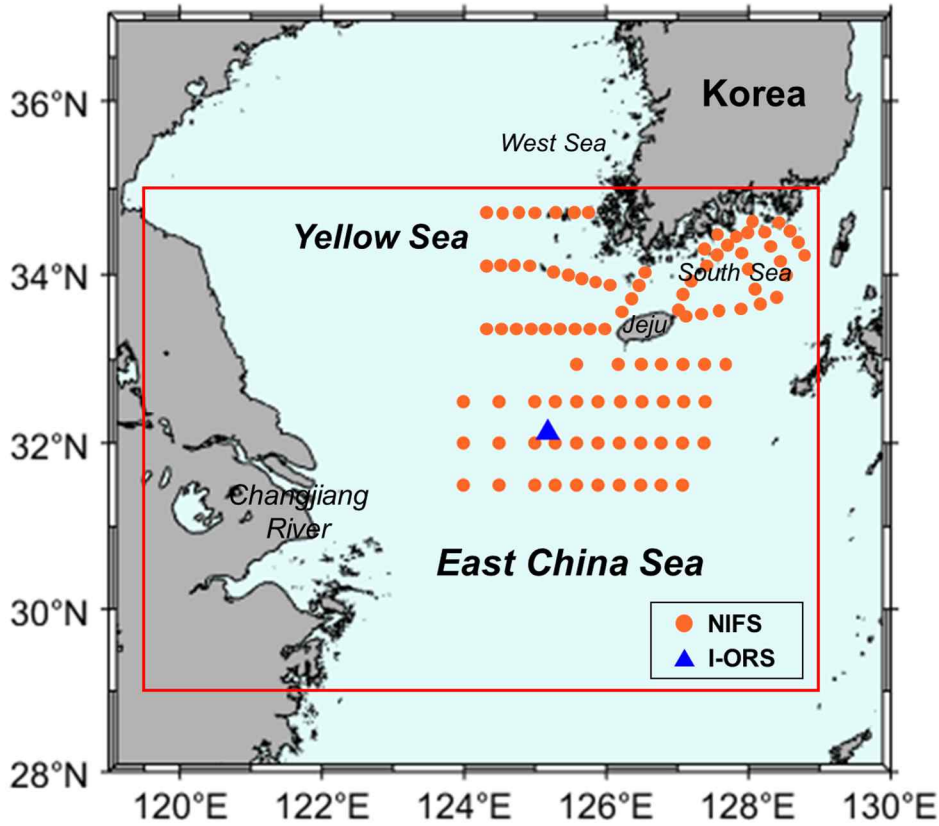 36°N
34°N
32°N
30°N
28°N
Korea
West Sea
Yellow Sea
South Sea
Jeju
Changjiang
River
East China Sea
NIFS
I-ORS
120°E
122°E
124°E
126°E
128°E
130°E